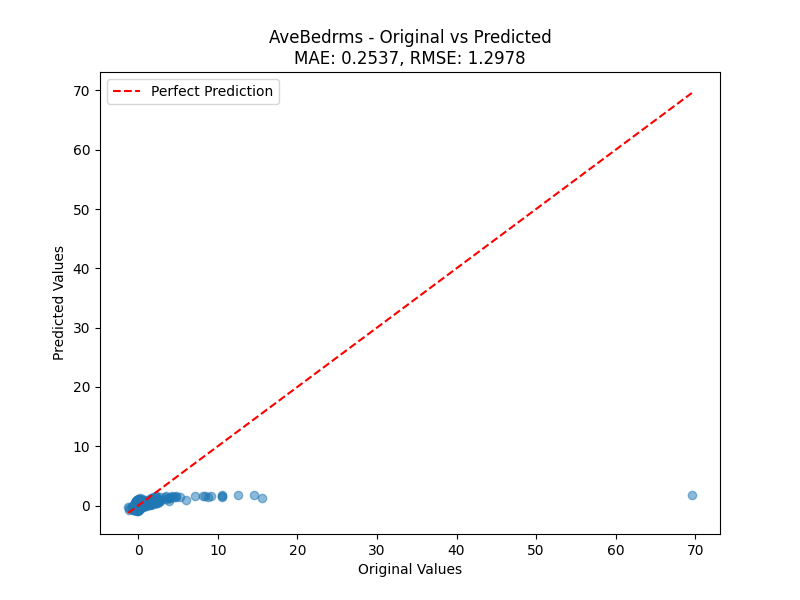 AveBedrms - Original vs Predicted
MAE: 0.2537, RMSE: 1.2978
Perfect Prediction
70
60
50
40
30
20
10
0
Predicted Values
0 10 20 30 40 50 60 70
Original Values